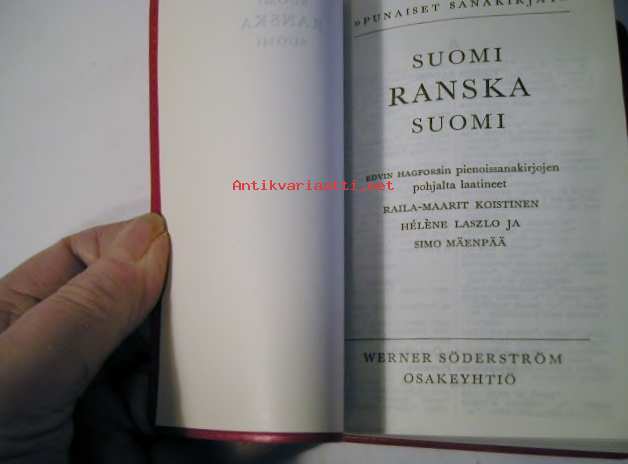 »PUNAISET SANAKIRJAT»
SUOMI
RANSKA
SUOMI
EDVIN HAGFORSin pienoissanakirjojen
pohjalta laatineet
RAILA-MAARIT KOISTINEN
HÉLÈNE LASZLO JA
SIMO MÄENPÄÄ
WERNER SÖDERSTRÖM
OSAKEYHTIÖ
Antikvariaatti.net